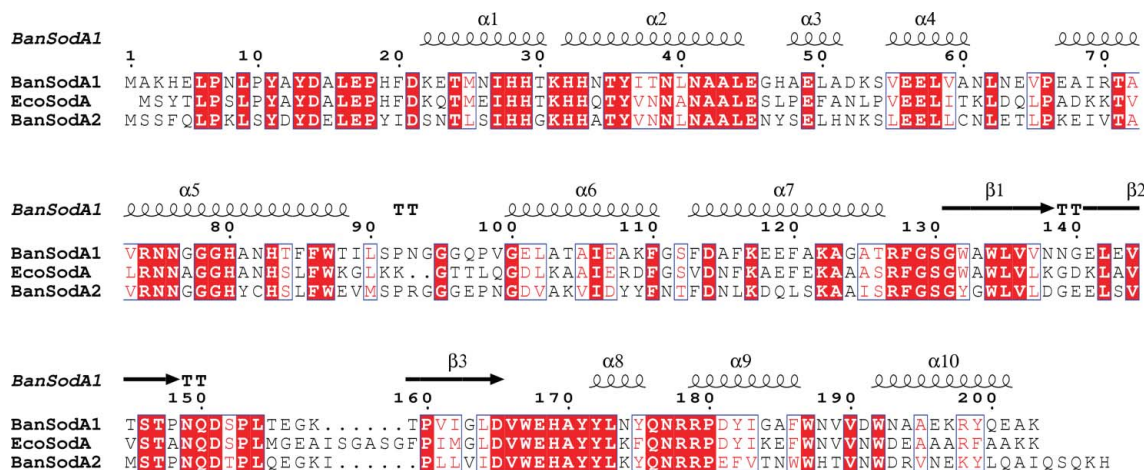 α1 α2 α3 α4
BanSodA1
1 10 20 30 40 50 60 70
BanSodA1 MAKHELPNLPYAYDALEPHFDKETMNIHHTKHHNTYITNLNAALEGHAELADKSVEELVANLNEVPEAIRTA
EcoSodA MSYTLPSLPYAYDALEPHFDKQTMEIHHTKHHQTYVNNANAALESLPEFANLPVEELITKLDQLPADKKTV
BanSodA2 MSSFQLPKLSYDYDELEPYIDSNTLSIHHGKHHATYVNNLNAALENYSELHNKSLEELLCNLETLPKEIVTA
α5 α6 α7 β1 β2
BanSodA1 TT TT
80 90 100 110 120 130 140
BanSodA1 VRNNGGGHANHTFFWTILSPNGGGQPVGELATAIEAKFGSFDAFKEEFAKAGATRFGSGWAWLVVNNGELEV
EcoSodA LRNNAGGHANHSLFWKGLKK..GTTLQGDLKAAIERDFGSVDNFKAEFEKAAASRFGSGWAWLVLKGDKLAV
BanSodA2 VRNNGGGHYCHSLFWEVMSPRGGGEPNGDVAKVIDYYFNTFDNLKDQLSKAAISRFGSGYGWLVLDGEELSV
β3 α8 α9 α10
BanSodA1 TT
150 160 170 180 190 200
BanSodA1 TSTPNQDSPLTEGK......TPVIGLDVWEHAYYLNYQNRRPDYIGAFWNVVDWNAAEKRYQEAK
EcoSodA VSTANQDSPLMGEAISGASGFPIMGLDVWEHAYYLKFQNRRPDYIKEFWNVVNWDEAAARFAAKK
BanSodA2 MSTPNQDTPLQEGKI.....PLLVIDVWEHAYYLKYQNRRPEFVTNWWHTVNWDRVNEKYLQAIQSQKH